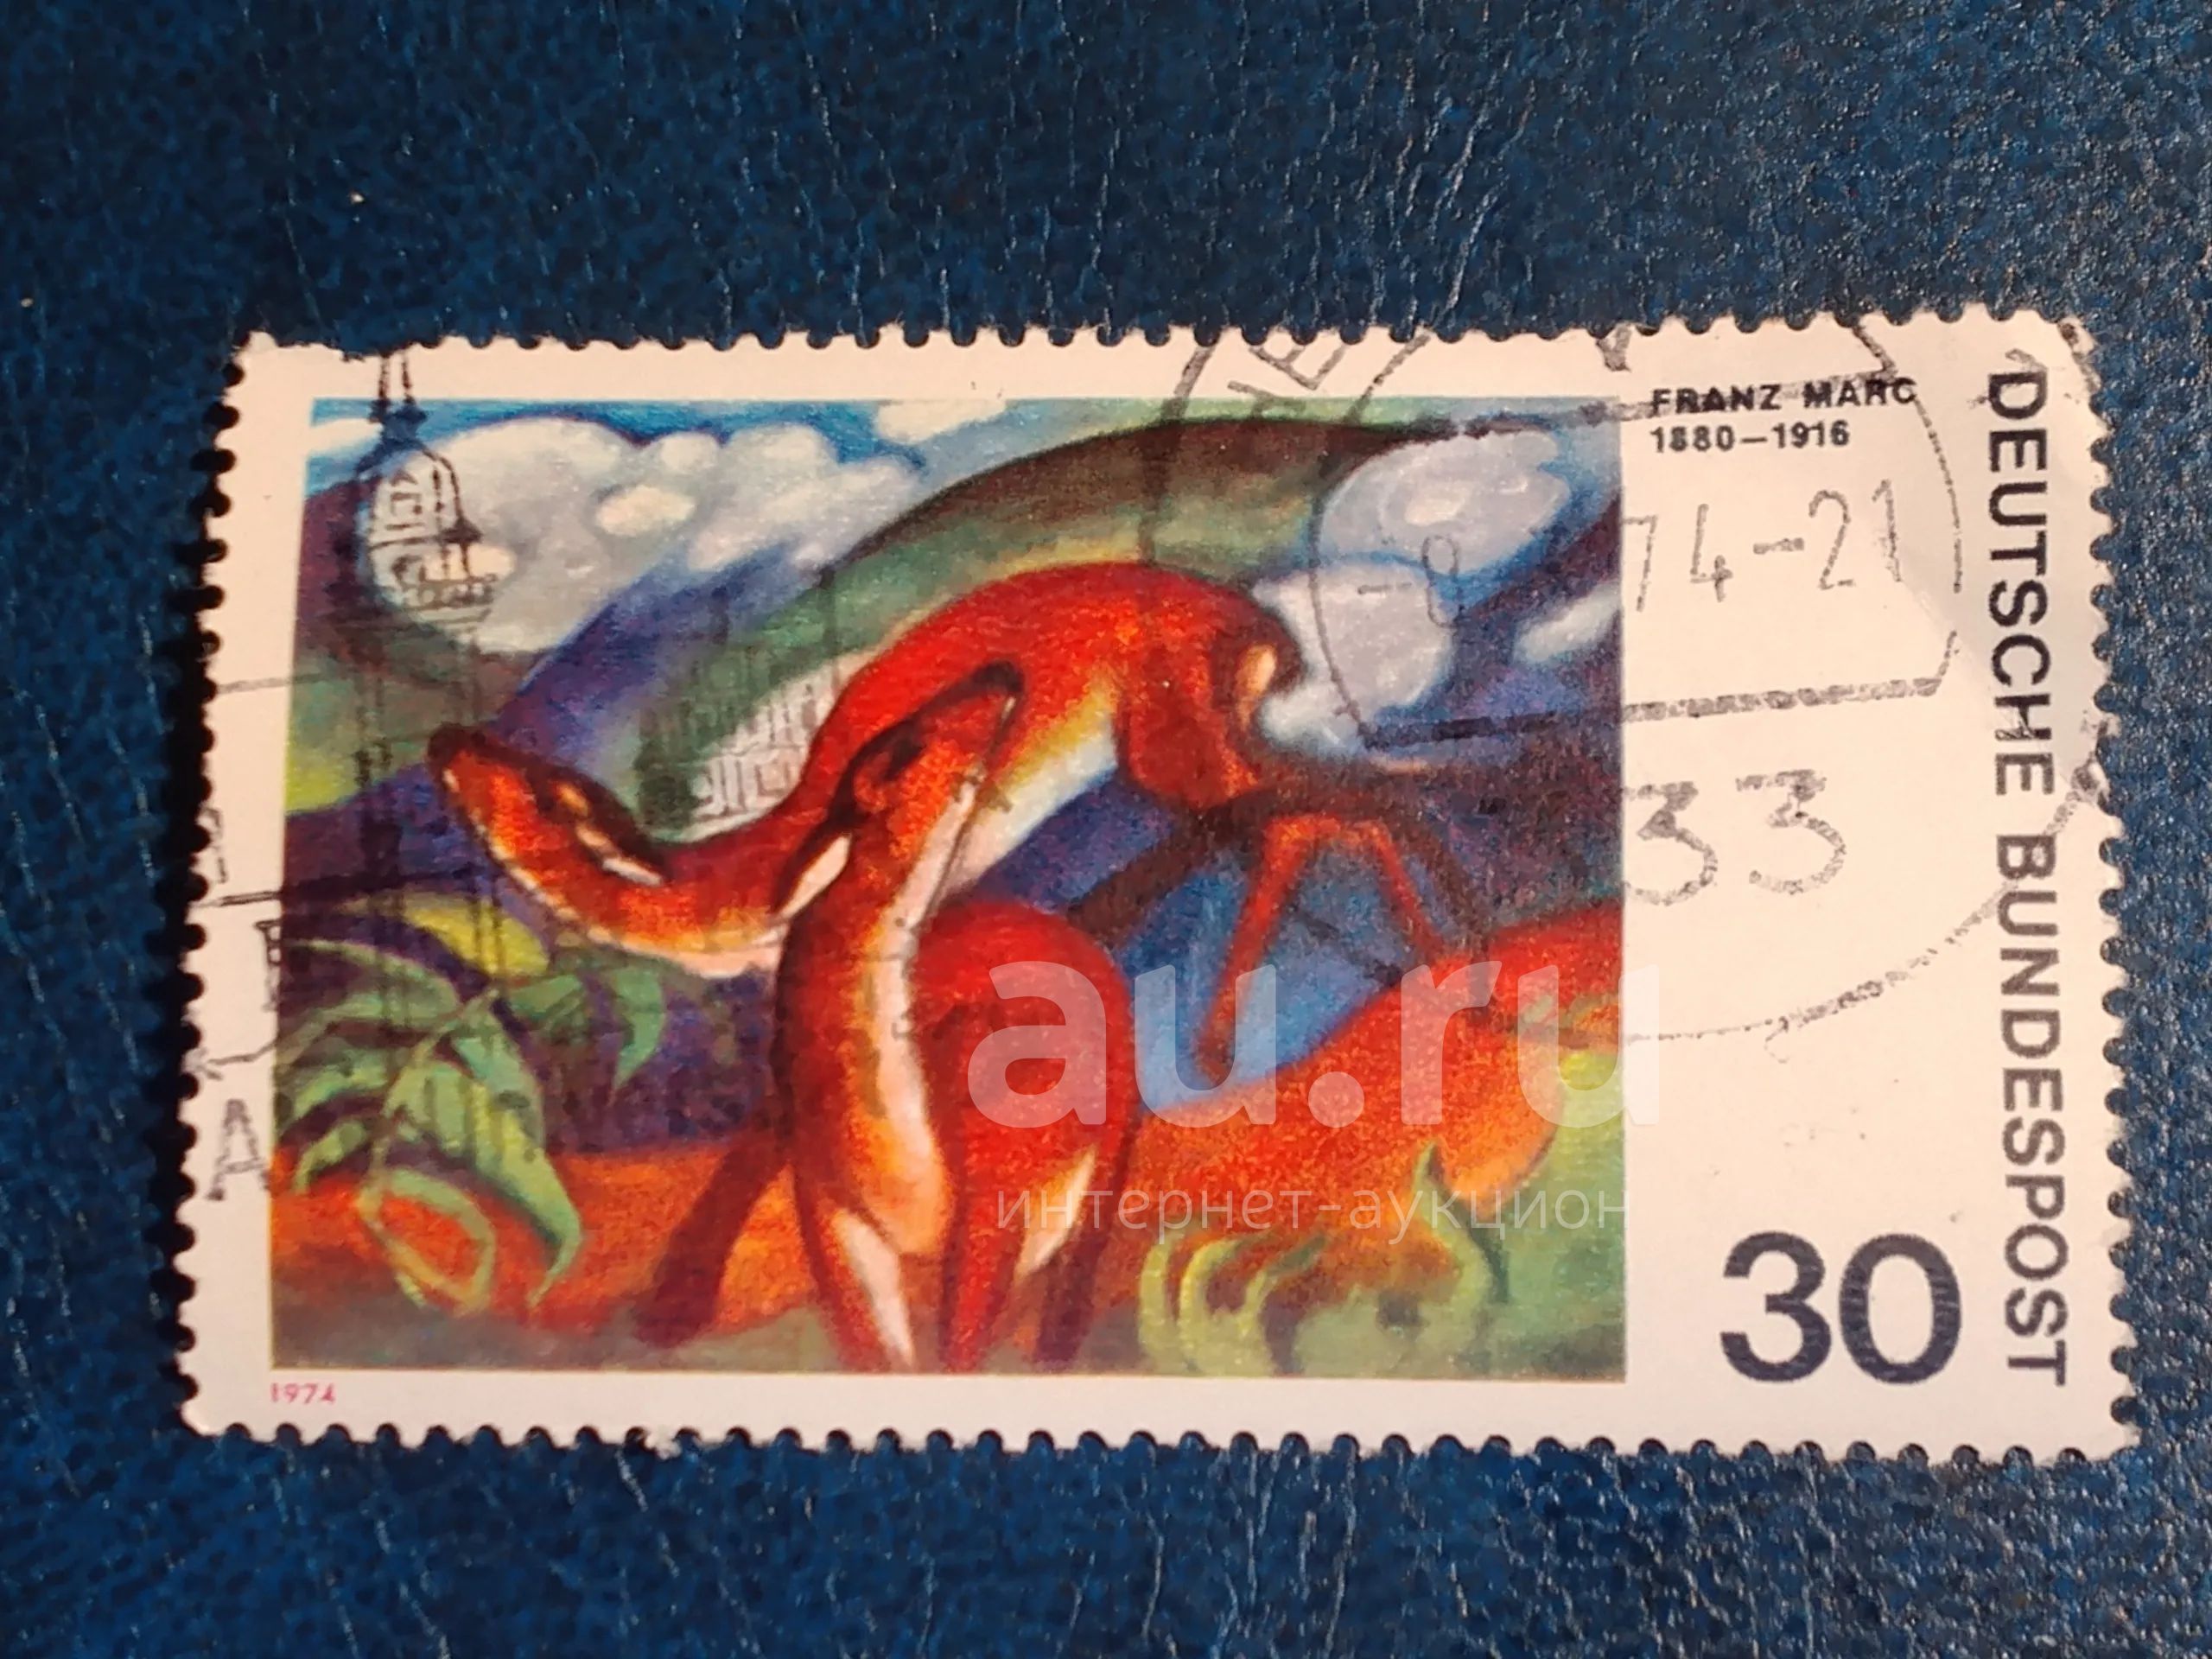 FRANZ MARC
1880–1916
DEUTSCHE BUNDESPOST
74-21
33
30
1974
au.ru
интернет-аукцион